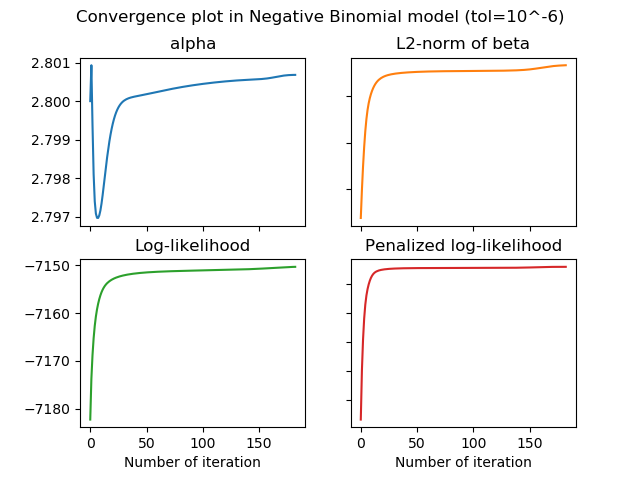 Convergence plot in Negative Binomial model (tol=10^-6)
alpha
2.801
2.800
2.799
2.798
2.797
L2-norm of beta
Log-likelihood
−7150
−7160
−7170
−7180
0 50 100 150
Number of iteration
Penalized log-likelihood
0 50 100 150
Number of iteration